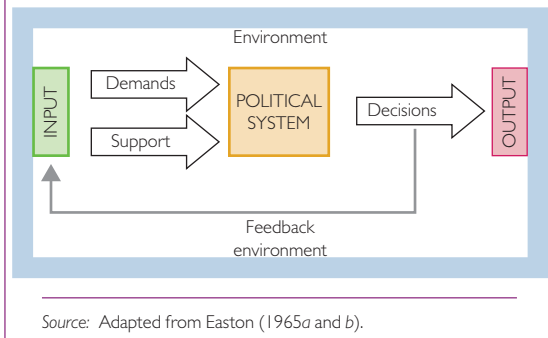 Environment
INPUT
Demands
Support
POLITICAL
SYSTEM
Decisions
OUTPUT
Feedback
environment
Source: Adapted from Easton (1965a and b).